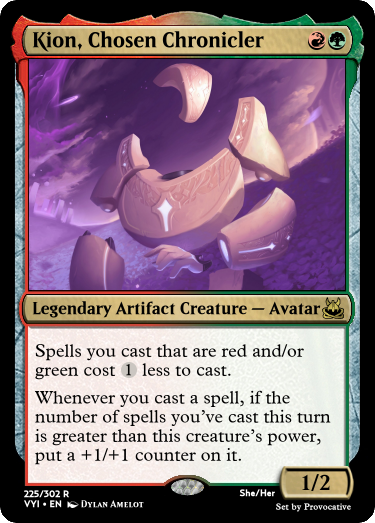 Kion, Chosen Chronicler
Legendary Artifact Creature — Avatar
Spells you cast that are red and/or
green cost 1 less to cast.
Whenever you cast a spell, if the
number of spells you've cast this turn
is greater than this creature's power,
put a +1/+1 counter on it.
1/2
225/302 R
She/Her
VYI • EN Dylan Amelot
Set by Provocative